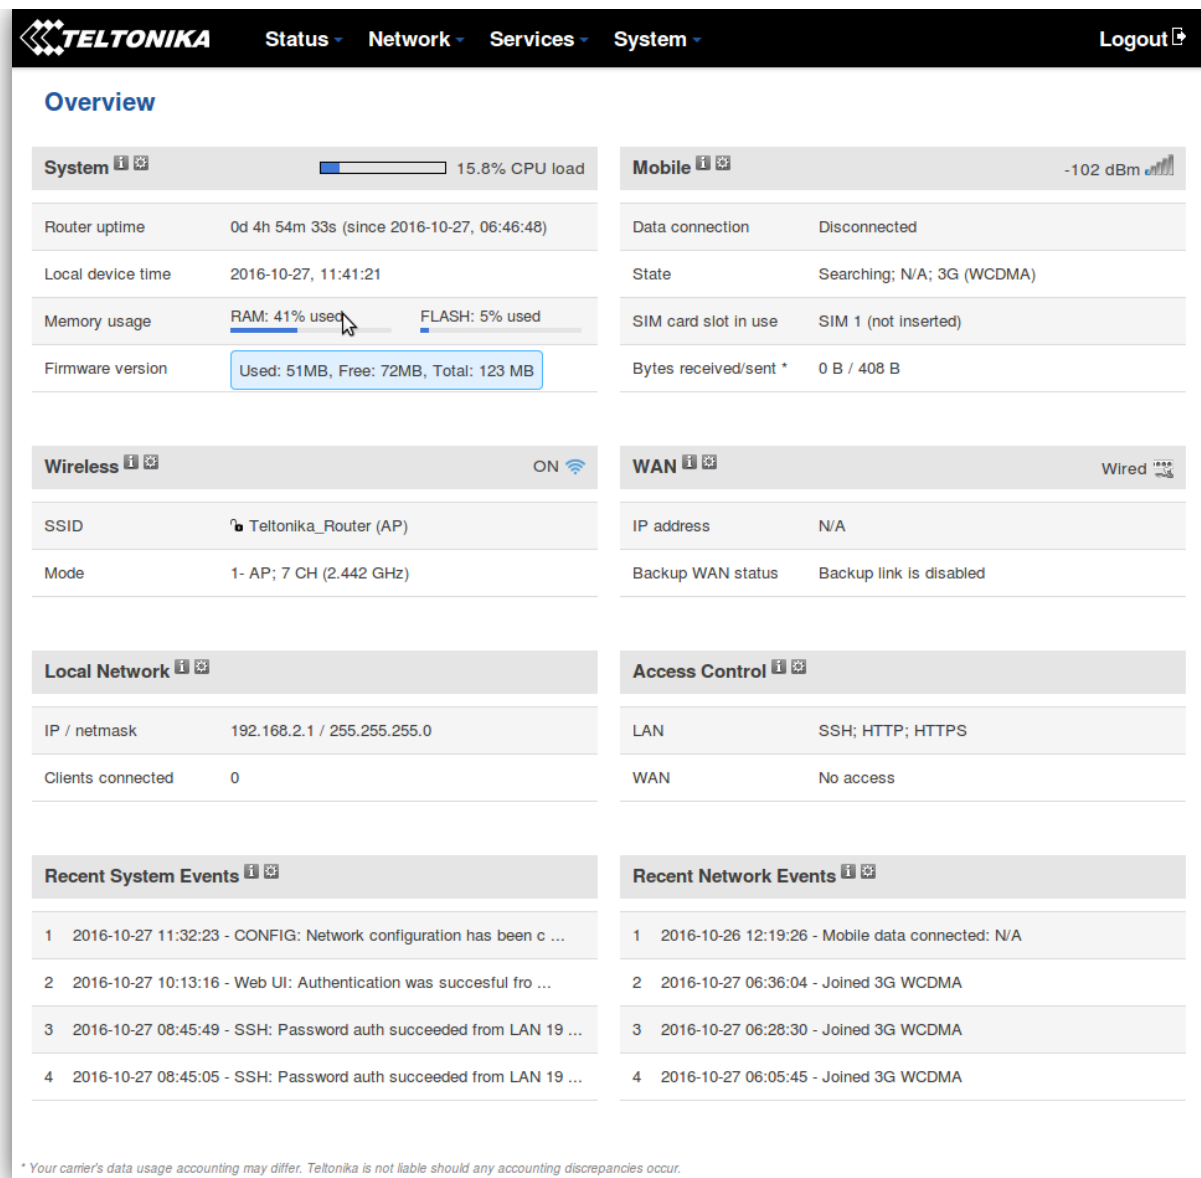 TELTONIKA Status Network Services System Logout
Overview
System 15.8% CPU load
Router uptime 0d 4h 54m 33s (since 2016-10-27, 06:46:48)
Local device time 2016-10-27, 11:41:21
Memory usage RAM: 41% used FLASH: 5% used
Firmware version Used: 51MB, Free: 72MB, Total: 123 MB
Mobile -102 dBm
Data connection Disconnected
State Searching; N/A; 3G (WCDMA)
SIM card slot in use SIM 1 (not inserted)
Bytes received/sent * 0 B / 408 B
Wireless ON
SSID Teltonika_Router (AP)
Mode 1- AP; 7 CH (2.442 GHz)
WAN Wired
IP address N/A
Backup WAN status Backup link is disabled
Local Network
IP / netmask 192.168.2.1 / 255.255.255.0
Clients connected 0
Access Control
LAN SSH; HTTP; HTTPS
WAN No access
Recent System Events
1 2016-10-27 11:32:23 - CONFIG: Network configuration has been c ...
2 2016-10-27 10:13:16 - Web UI: Authentication was succesful fro ...
3 2016-10-27 08:45:49 - SSH: Password auth succeeded from LAN 19 ...
4 2016-10-27 08:45:05 - SSH: Password auth succeeded from LAN 19 ...
Recent Network Events
1 2016-10-26 12:19:26 - Mobile data connected: N/A
2 2016-10-27 06:36:04 - Joined 3G WCDMA
3 2016-10-27 06:28:30 - Joined 3G WCDMA
4 2016-10-27 06:05:45 - Joined 3G WCDMA
* Your carrier's data usage accounting may differ. Teltonika is not liable should any accounting discrepancies occur.